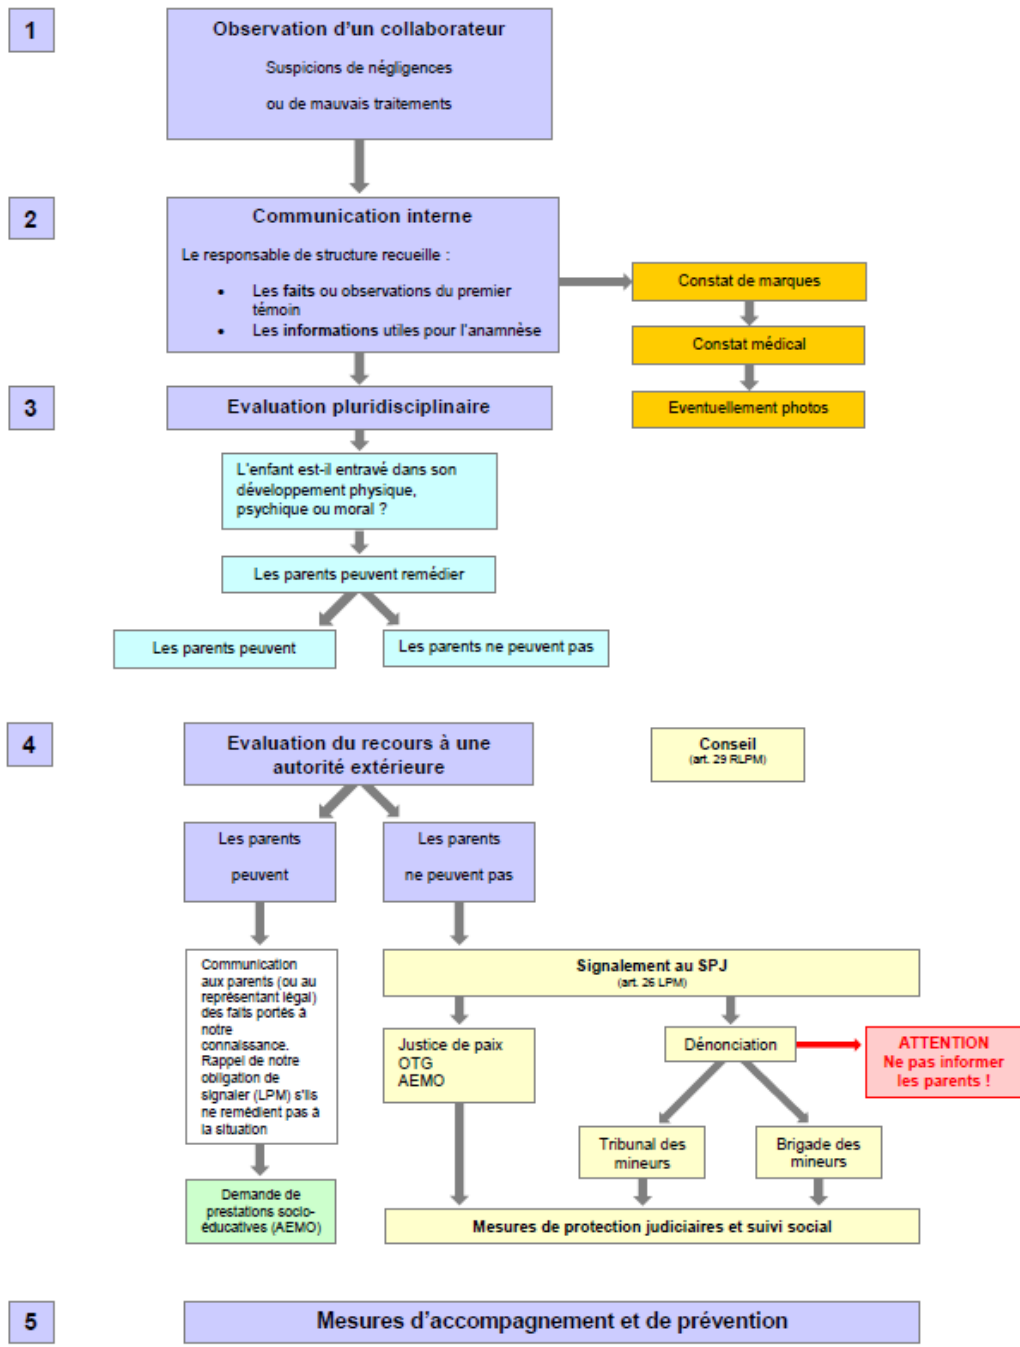 1
Observation d'un collaborateur
Suspicions de négligences
ou de mauvais traitements
2
Communication interne
Le responsable de structure recueille :
• Les faits ou observations du premier
témoin
• Les informations utiles pour l'anamnèse
Constat de marques
Constat médical
Eventuellement photos
3
Evaluation pluridisciplinaire
L'enfant est-il entravé dans son
développement physique,
psychique ou moral ?
Les parents peuvent remédier
Les parents peuvent
Les parents ne peuvent pas
4
Evaluation du recours à une
autorité extérieure
Conseil
(art. 29 RLPM)
Les parents
peuvent
Les parents
ne peuvent pas
Communication
aux parents (ou au
représentant légal)
des faits portés à
notre
connaissance.
Rappel de notre
obligation de
signaler (LPM) s'ils
ne remédient pas à
la situation
Demande de
prestations socio-
éducatives (AEMO)
Signalement au SPJ
(art. 26 LPM)
Justice de paix
OTG
AEMO
Dénonciation
ATTENTION
Ne pas informer
les parents !
Tribunal des
mineurs
Brigade des
mineurs
Mesures de protection judiciaires et suivi social
5
Mesures d'accompagnement et de prévention